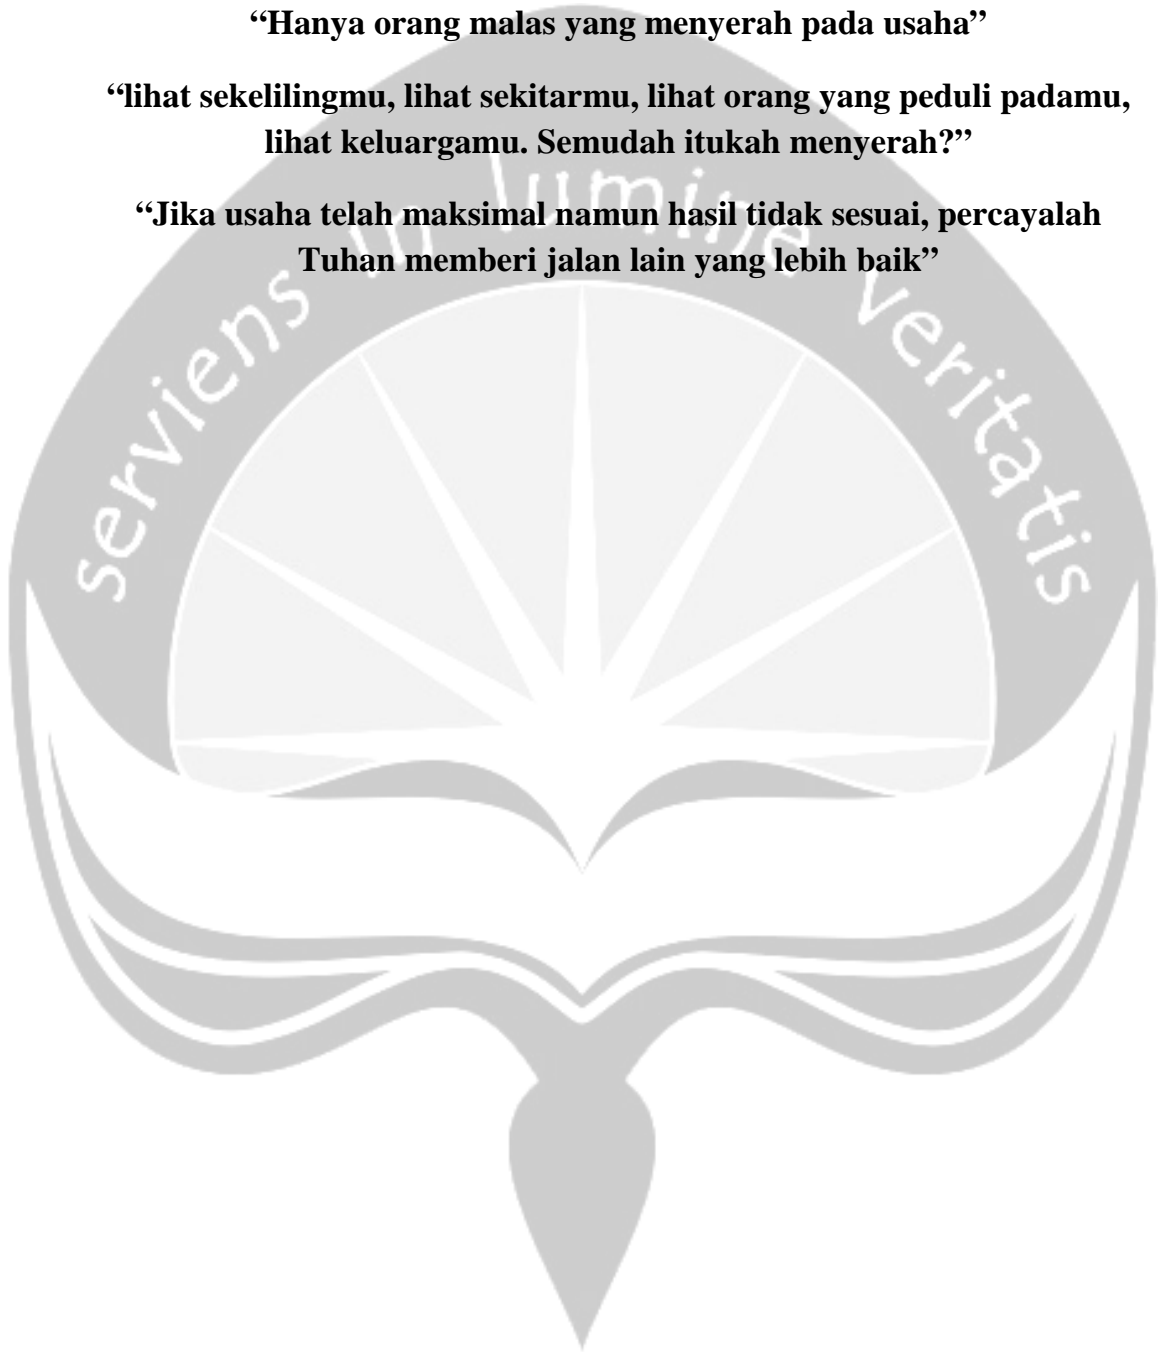 “Hanya orang malas yang menyerah pada usaha”
“lihat sekelilingmu, lihat sekitarmu, lihat orang yang peduli padamu,
lihat keluargamu. Semudah itukah menyerah?”
“Jika usaha telah maksimal namun hasil tidak sesuai, percayalah
Tuhan memberi jalan lain yang lebih baik”
serviens in lumine veritatis